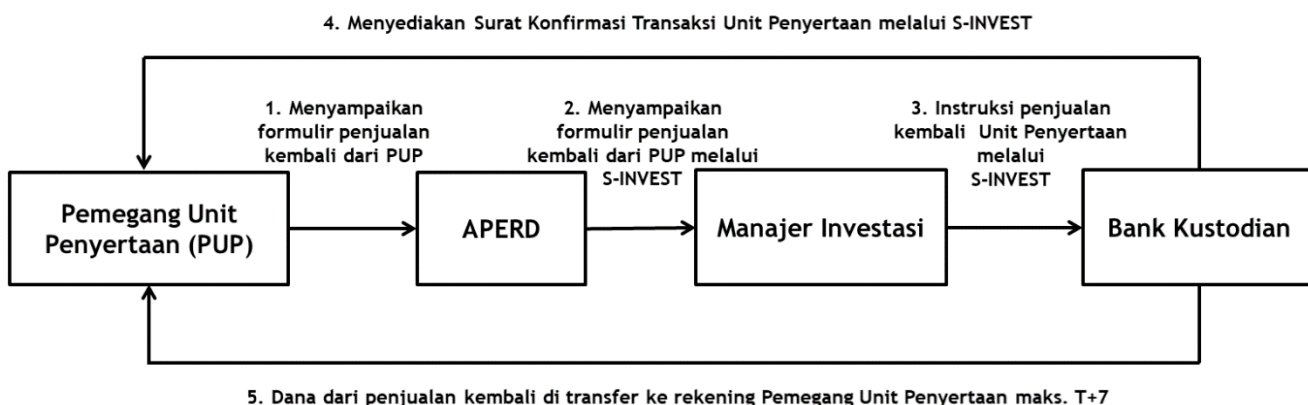 4. Menyediakan Surat Konfirmasi Transaksi Unit Penyertaan melalui S-INVEST
1. Menyampaikan
formulir penjualan
kembali dari PUP
2. Menyampaikan
formulir penjualan
kembali dari PUP melalui
S-INVEST
3. Instruksi penjualan
kembali Unit Penyertaan
melalui
S-INVEST
Pemegang Unit
Penyertaan (PUP)
APERD
Manajer Investasi
Bank Kustodian
5. Dana dari penjualan kembali di transfer ke rekening Pemegang Unit Penyertaan maks. T+7